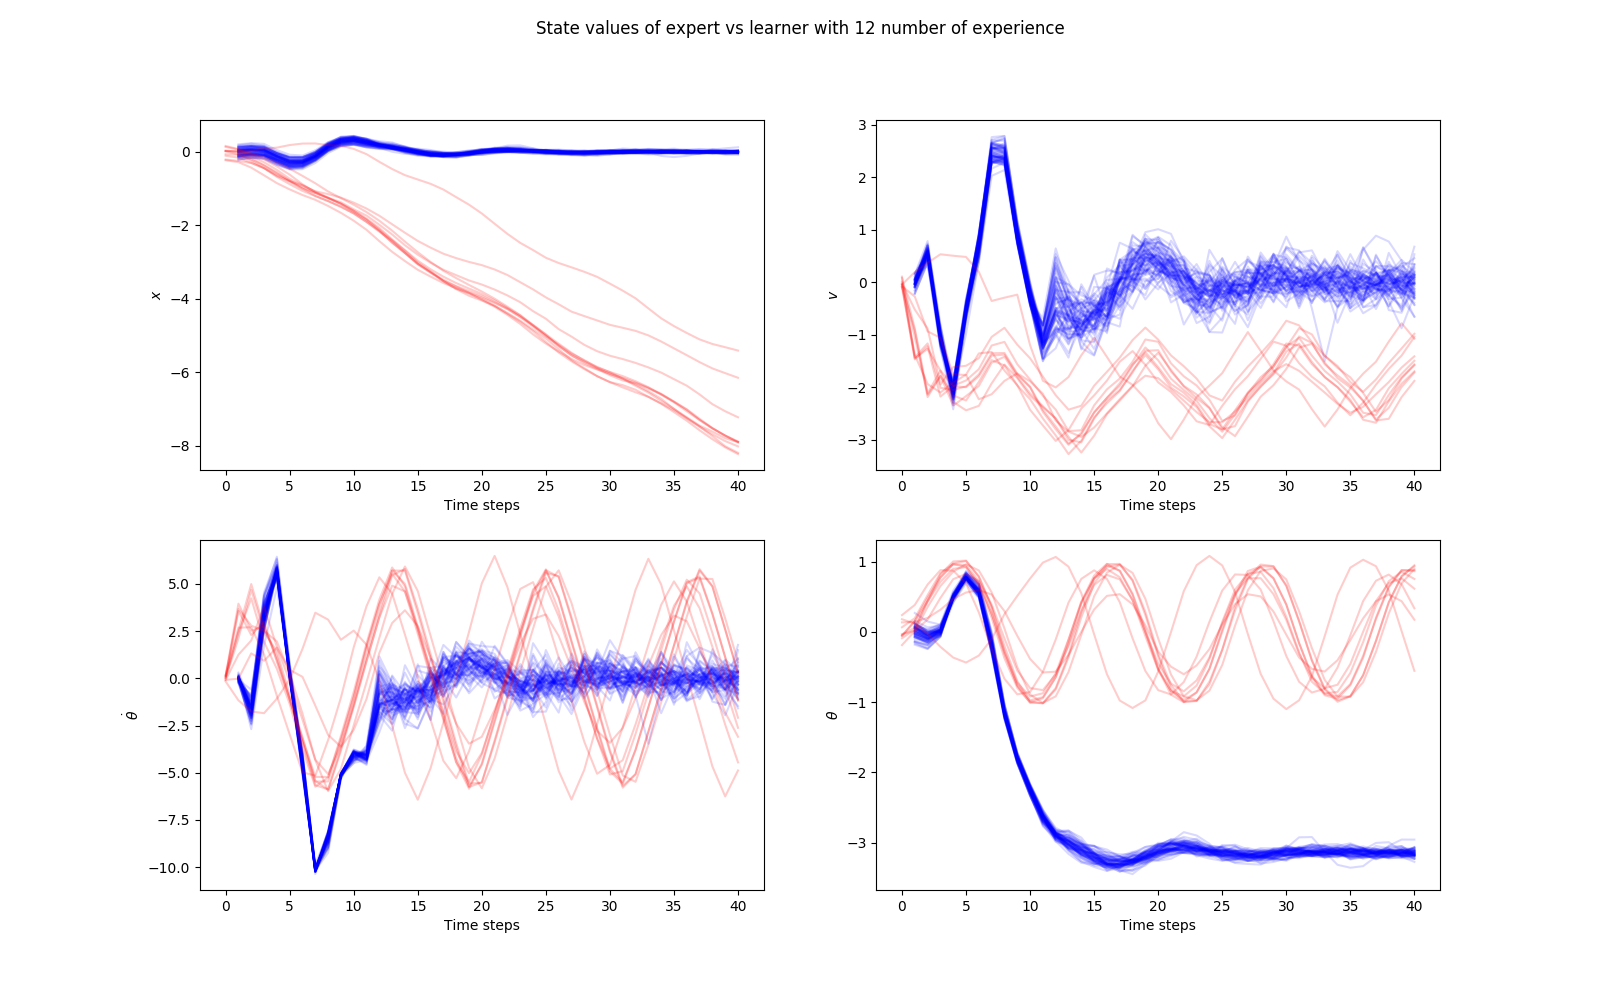 State values of expert vs learner with 12 number of experience
0
−2
−4
−6
−8
x
0 5 10 15 20 25 30 35 40
Time steps
3
2
1
0
−1
−2
−3
v
0 5 10 15 20 25 30 35 40
Time steps
5.0
2.5
0.0
−2.5
−5.0
−7.5
−10.0
θ̇
0 5 10 15 20 25 30 35 40
Time steps
1
0
−1
−2
−3
θ
0 5 10 15 20 25 30 35 40
Time steps